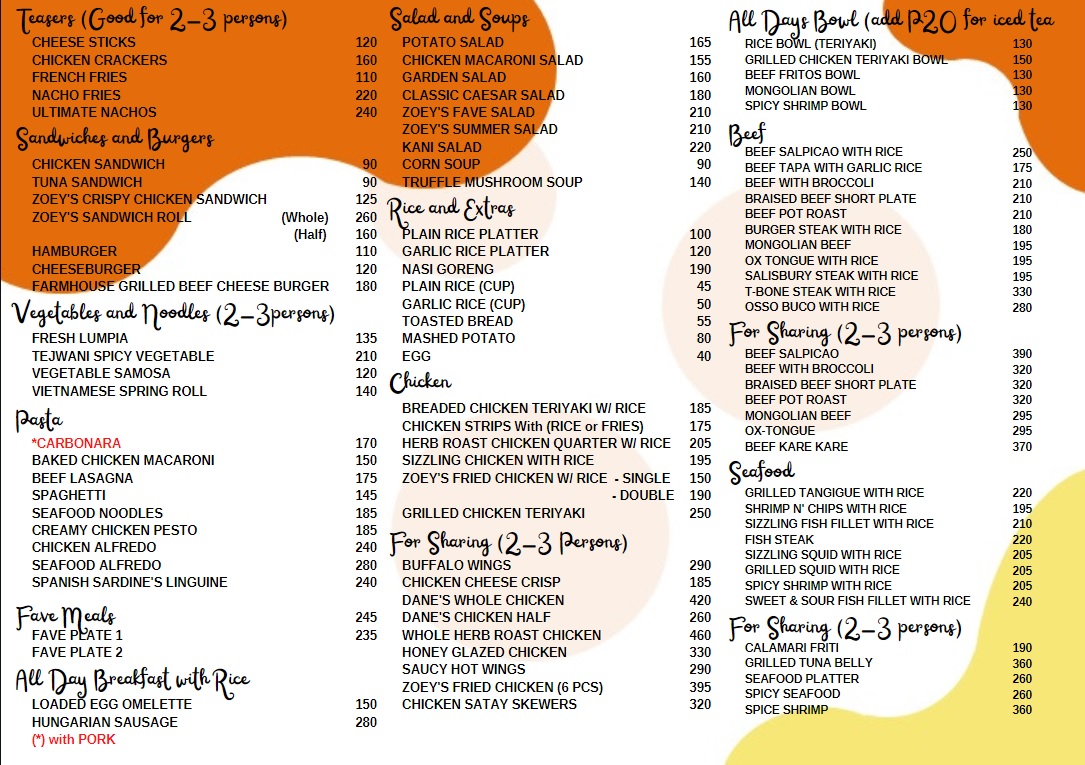 Teasers (Good for 2-3 persons)
CHEESE STICKS 120
CHICKEN CRACKERS 160
FRENCH FRIES 110
NACHO FRIES 220
ULTIMATE NACHOS 240
Sandwiches and Burgers
CHICKEN SANDWICH 90
TUNA SANDWICH 90
ZOEY'S CRISPY CHICKEN SANDWICH 125
ZOEY'S SANDWICH ROLL (Whole) 260
(Half) 160
HAMBURGER 110
CHEESEBURGER 120
FARMHOUSE GRILLED BEEF CHEESE BURGER 180
Vegetables and Noodles (2-3persons)
FRESH LUMPIA 135
TEJWANI SPICY VEGETABLE 210
VEGETABLE SAMOSA 120
VIETNAMESE SPRING ROLL 140
Pasta
*CARBONARA 170
BAKED CHICKEN MACARONI 150
BEEF LASAGNA 175
SPAGHETTI 145
SEAFOOD NOODLES 185
CREAMY CHICKEN PESTO 185
CHICKEN ALFREDO 240
SEAFOOD ALFREDO 280
SPANISH SARDINE'S LINGUINE 240
Fave Meals 245
FAVE PLATE 1 235
FAVE PLATE 2
All Day Breakfast with Rice
LOADED EGG OMELETTE 150
HUNGARIAN SAUSAGE 280
(*) with PORK
Salad and Soups
POTATO SALAD 165
CHICKEN MACARONI SALAD 155
GARDEN SALAD 160
CLASSIC CAESAR SALAD 180
ZOEY'S FAVE SALAD 210
ZOEY'S SUMMER SALAD 210
KANI SALAD 220
CORN SOUP 90
TRUFFLE MUSHROOM SOUP 140
Rice and Extras
PLAIN RICE PLATTER 100
GARLIC RICE PLATTER 120
NASI GORENG 190
PLAIN RICE (CUP) 45
GARLIC RICE (CUP) 50
TOASTED BREAD 55
MASHED POTATO 80
EGG 40
Chicken
BREADED CHICKEN TERIYAKI W/ RICE 185
CHICKEN STRIPS With (RICE or FRIES) 175
HERB ROAST CHICKEN QUARTER W/ RICE 205
SIZZLING CHICKEN WITH RICE 195
ZOEY'S FRIED CHICKEN W/ RICE - SINGLE 150
- DOUBLE 190
GRILLED CHICKEN TERIYAKI 250
For Sharing (2-3 Persons)
BUFFALO WINGS 290
CHICKEN CHEESE CRISP 185
DANE'S WHOLE CHICKEN 420
DANE'S CHICKEN HALF 260
WHOLE HERB ROAST CHICKEN 460
HONEY GLAZED CHICKEN 330
SAUCY HOT WINGS 290
ZOEY'S FRIED CHICKEN (6 PCS) 395
CHICKEN SATAY SKEWERS 320
All Days Bowl (add P20 for iced tea
RICE BOWL (TERIYAKI) 130
GRILLED CHICKEN TERIYAKI BOWL 150
BEEF FRITOS BOWL 130
MONGOLIAN BOWL 130
SPICY SHRIMP BOWL 130
Beef
BEEF SALPICAO WITH RICE 250
BEEF TAPA WITH GARLIC RICE 175
BEEF WITH BROCCOLI 210
BRAISED BEEF SHORT PLATE 210
BEEF POT ROAST 210
BURGER STEAK WITH RICE 180
MONGOLIAN BEEF 195
OX TONGUE WITH RICE 195
SALISBURY STEAK WITH RICE 195
T-BONE STEAK WITH RICE 330
OSSO BUCO WITH RICE 280
For Sharing (2-3 persons)
BEEF SALPICAO 390
BEEF WITH BROCCOLI 320
BRAISED BEEF SHORT PLATE 320
BEEF POT ROAST 320
MONGOLIAN BEEF 295
OX-TONGUE 295
BEEF KARE KARE 370
Seafood
GRILLED TANGIGUE WITH RICE 220
SHRIMP N' CHIPS WITH RICE 195
SIZZLING FISH FILLET WITH RICE 210
FISH STEAK 220
SIZZLING SQUID WITH RICE 205
GRILLED SQUID WITH RICE 205
SPICY SHRIMP WITH RICE 205
SWEET & SOUR FISH FILLET WITH RICE 240
For Sharing (2-3 persons)
CALAMARI FRITI 190
GRILLED TUNA BELLY 360
SEAFOOD PLATTER 260
SPICY SEAFOOD 260
SPICE SHRIMP 360